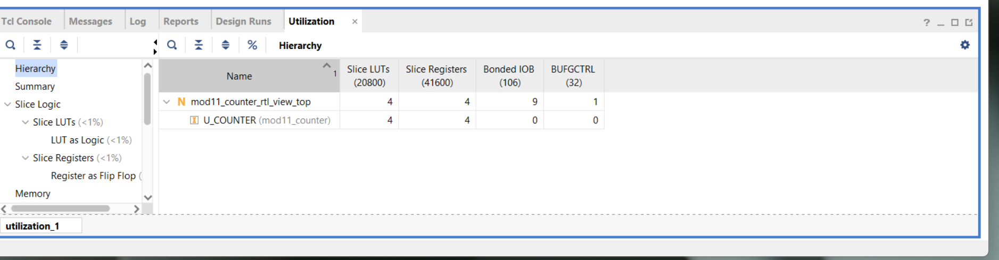 Tcl Console Messages Log Reports Design Runs Utilization × ? _
% Hierarchy
Hierarchy
Summary
Slice Logic
Slice LUTs (<1%)
LUT as Logic (<1%)
Slice Registers (<1%)
Register as Flip Flop (
Memory
Name 1 Slice LUTs (20800) Slice Registers (41600) Bonded IOB (106) BUFGCTRL (32)
N mod11_counter_rtl_view_top 4 4 9 1
I U_COUNTER (mod11_counter) 4 4 0 0
utilization_1